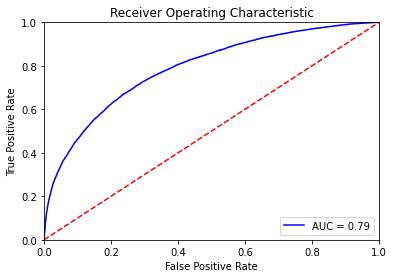 Receiver Operating Characteristic
1.0
0.8
0.6
0.4
0.2
0.0
True Positive Rate
AUC = 0.79
0.0 0.2 0.4 0.6 0.8 1.0
False Positive Rate